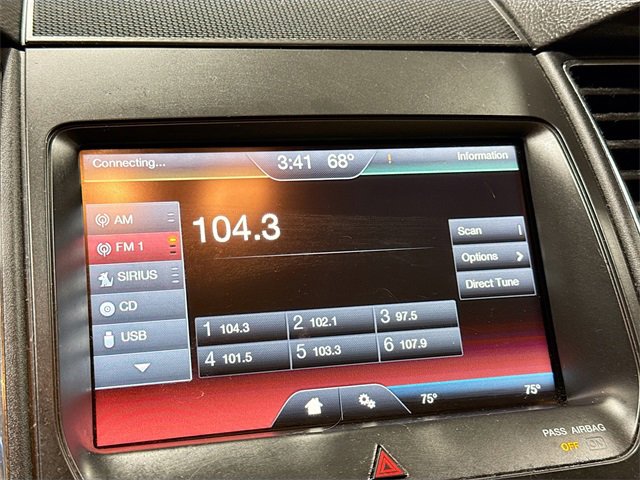 Connecting...
3:41 68°
Information
AM
FM 1
SIRIUS
CD
USB
104.3
Scan
Options
Direct Tune
1 104.3
2 102.1
3 97.5
4 101.5
5 103.3
6 107.9
75°
75°
PASS AIRBAG
OFF ON